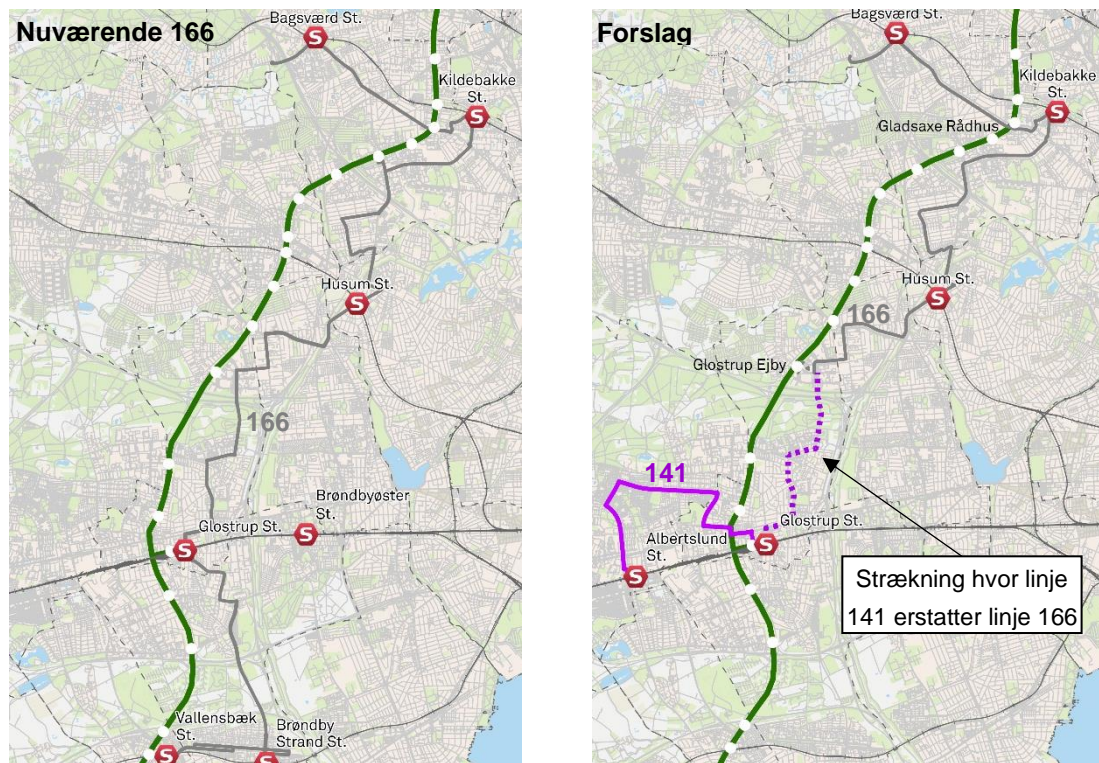 Nuværende 166
Bagsværd St.
S
Kildebakke
St.
S
Husum St.
S
166
Brøndbyøster
St.
S
Glostrup St.
S
Vallensbæk
St.
S
Brøndby
Strand St.
S
Forslag
Bagsværd St.
S
Kildebakke
St.
S
Gladsaxe Rådhus
Husum St.
S
166
Glostrup Ejby
141
Glostrup St.
S
Albertslund
St.
S
Strækning hvor linje
141 erstatter linje 166